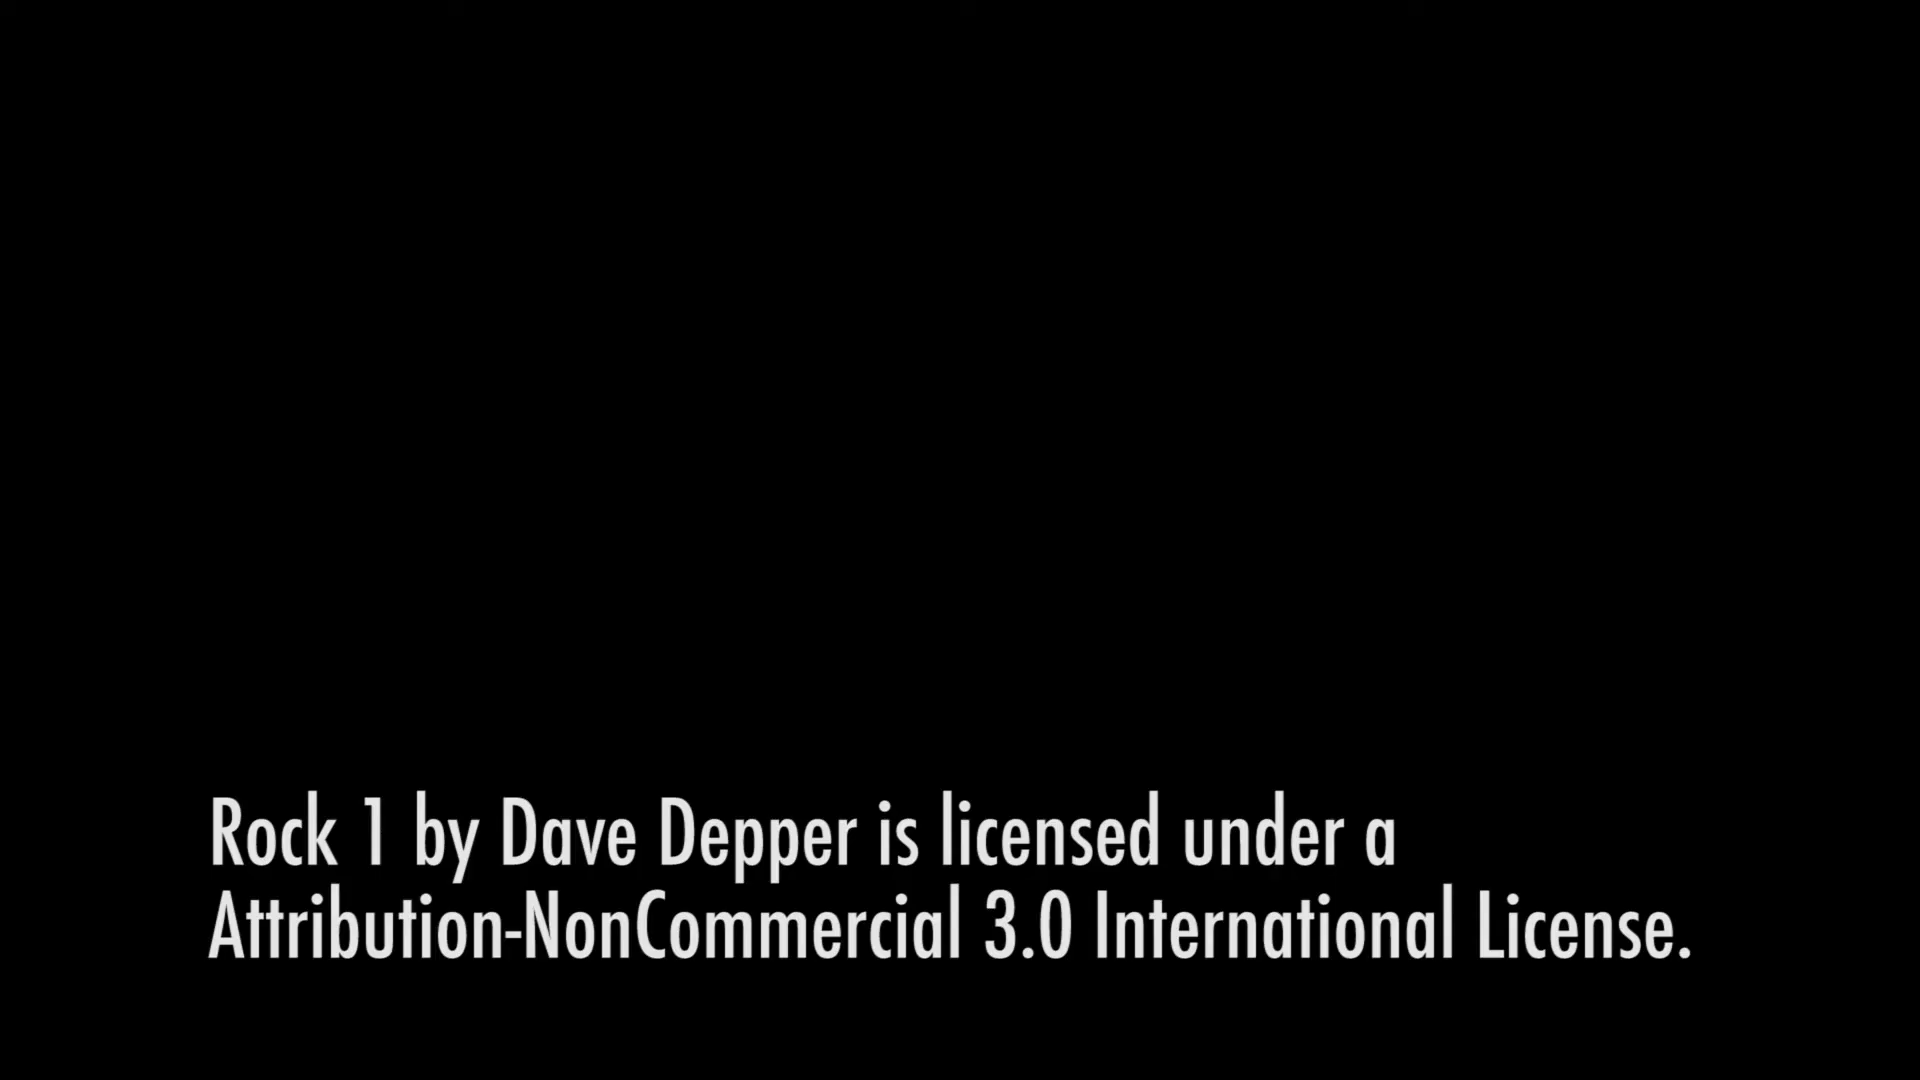 Rock 1 by Dave Depper is licensed under a
Attribution-NonCommercial 3.0 International License.